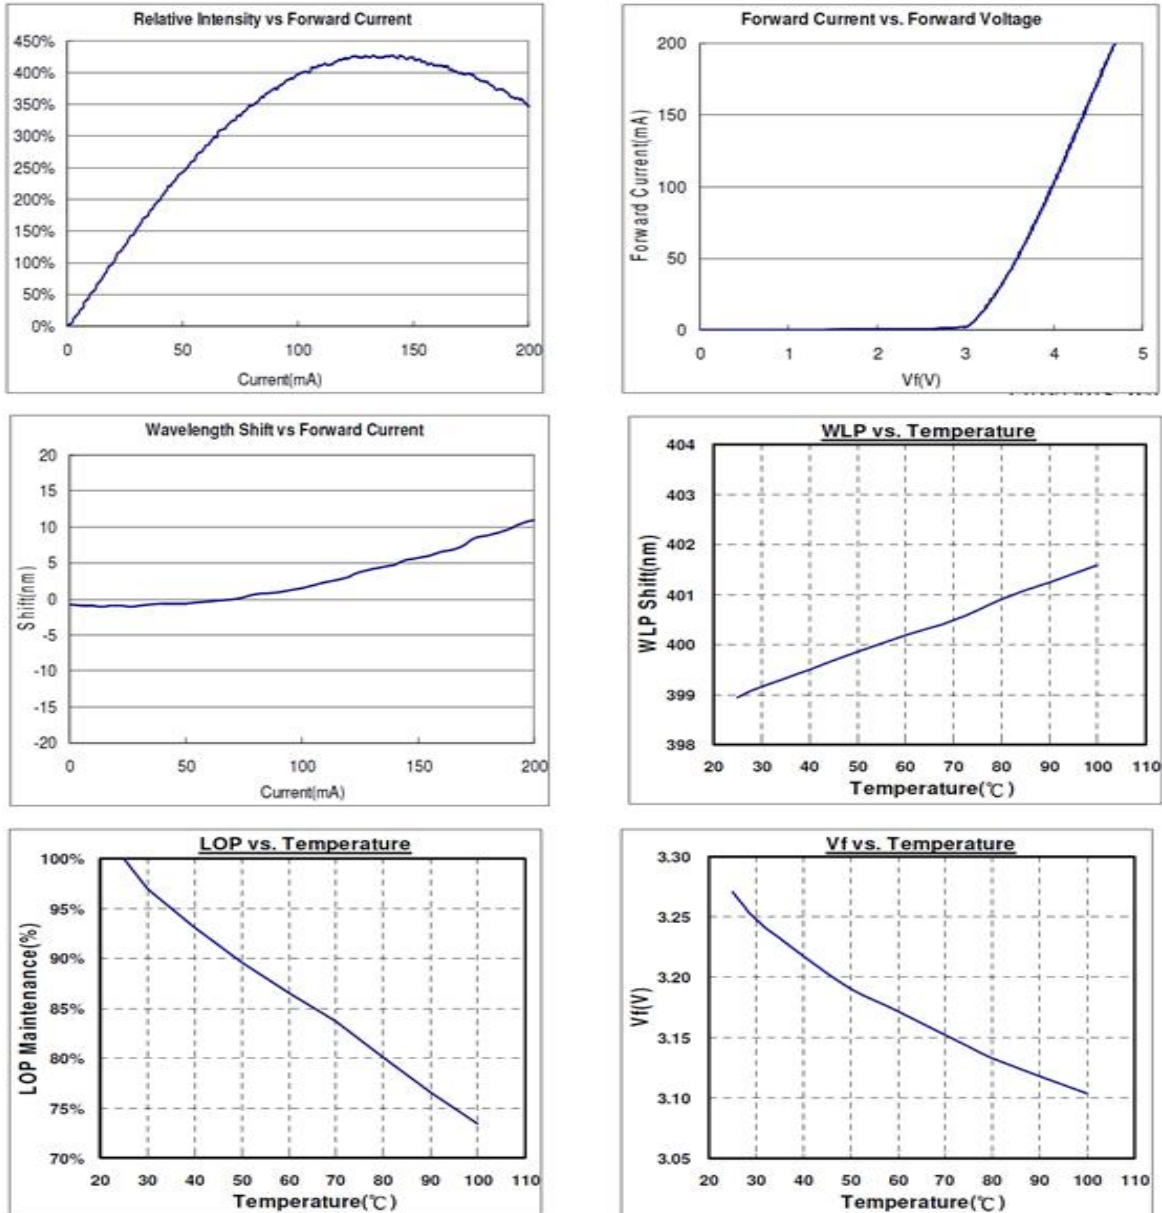 Relative Intensity vs Forward Current
450%
400%
350%
300%
250%
200%
150%
100%
50%
0%
0 50 100 150 200
Current(mA)
Forward Current vs. Forward Voltage
Forward Current(mA)
200
150
100
50
0
0 1 2 3 4 5
Vf(V)
Wavelength Shift vs Forward Current
Shift(nm)
20
15
10
5
0
-5
-10
-15
-20
0 50 100 150 200
Current(mA)
WLP vs. Temperature
WLP Shift(nm)
404
403
402
401
400
399
398
20 30 40 50 60 70 80 90 100 110
Temperature(℃)
LOP vs. Temperature
LOP Maintenance(%)
100%
95%
90%
85%
80%
75%
70%
20 30 40 50 60 70 80 90 100 110
Temperature(℃)
Vf vs. Temperature
Vf(V)
3.30
3.25
3.20
3.15
3.10
3.05
20 30 40 50 60 70 80 90 100 110
Temperature(℃)